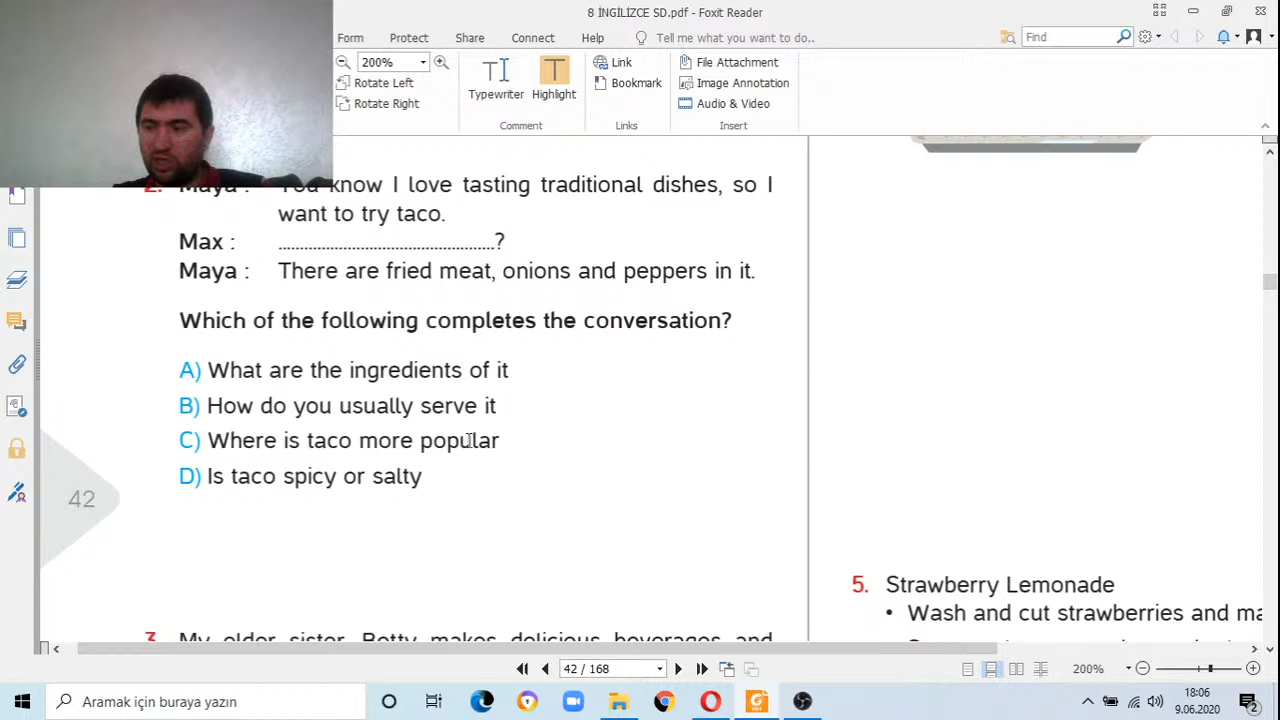 8 İNGİLİZCE SD.pdf - Foxit Reader
Form Protect Share Connect Help Tell me what you want to do.. Find
200% Link File Attachment
Rotate Left Typewriter Highlight Bookmark Image Annotation
Rotate Right Audio & Video
Comment Links Insert
2. Maya : You know I love tasting traditional dishes, so I
want to try taco.
Max : ..................................................?
Maya : There are fried meat, onions and peppers in it.
Which of the following completes the conversation?
A) What are the ingredients of it
B) How do you usually serve it
C) Where is taco more popular
D) Is taco spicy or salty
42
5. Strawberry Lemonade
• Wash and cut strawberries and
3. My older sister, Betty makes delicious beverages and
42 / 168 200%
Aramak için buraya yazın
18:06
9.06.2020
2